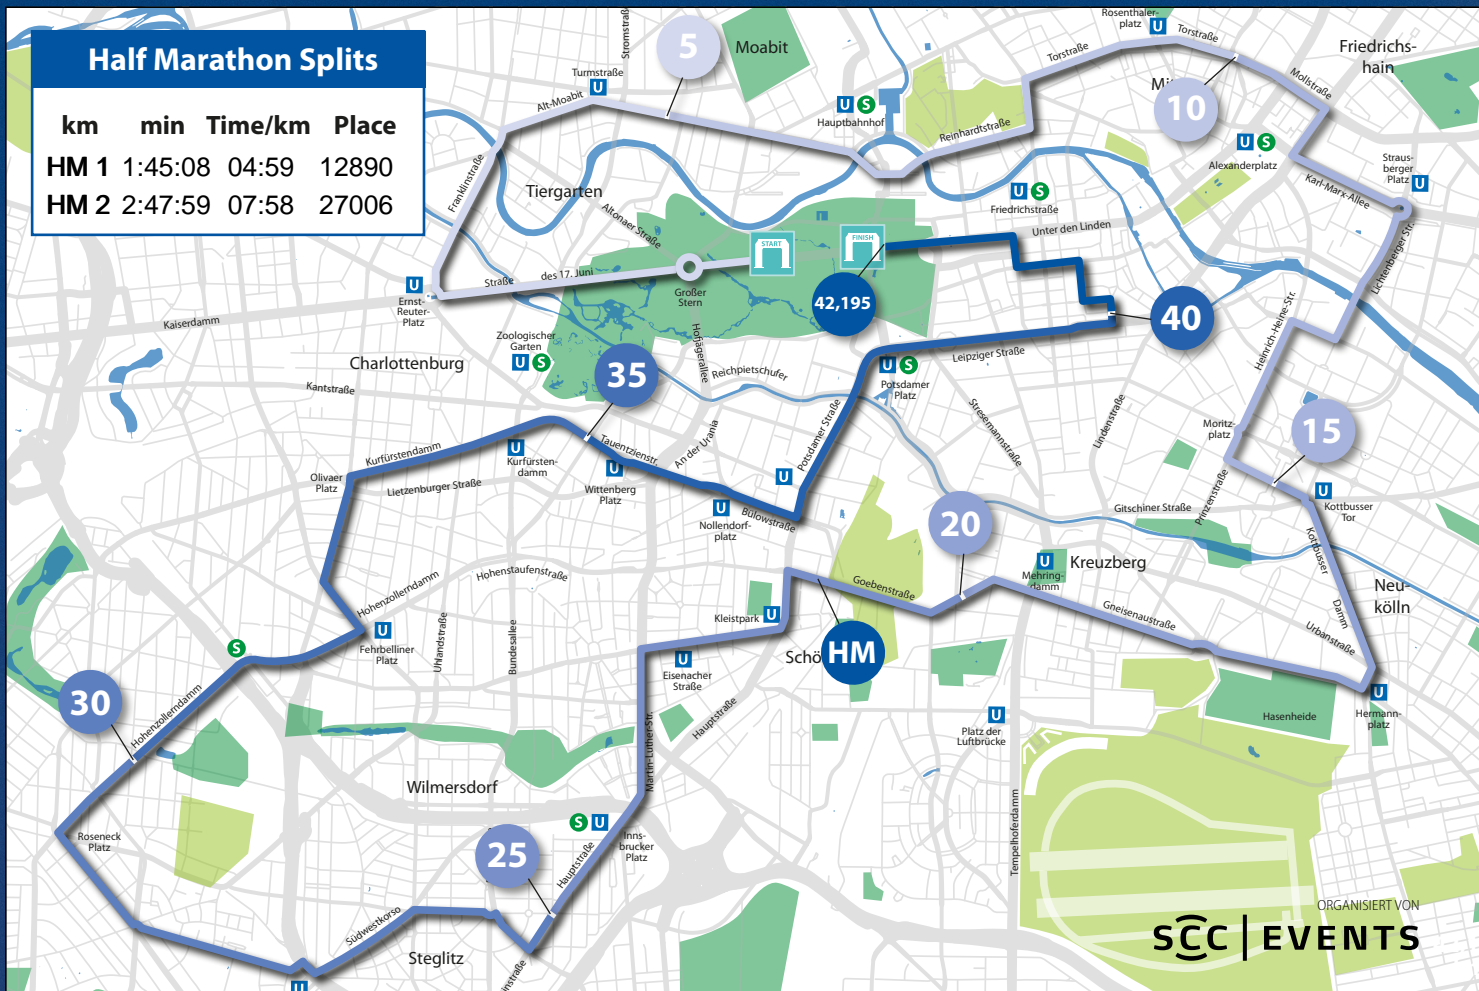 Half Marathon Splits
km min Time/km Place
HM 1 1:45:08 04:59 12890
HM 2 2:47:59 07:58 27006
Stromstraß
5
Moabit
Turmstraße
U
Alt-Moabit
Franklinstraße
Tiergarten
Altonaer Straße
U S
Hauptbahnhof
Reinhardtstraße
Torstraße
Rosenthaler-
platz
U
Torstraße
Mit
10
Mollstraße
Friedrichs-
hain
U S
Alexanderplatz
Straus-
berger
Platz
U
Karl-Marx-Allee
Lichtenberger Str.
U S
Friedrichstraße
Unter den Linden
START
FINISH
42,195
40
Straße
des 17. Juni
Großer
Stern
U
Ernst-
Reuter-
Platz
Kaiserdamm
Zoologischer
Garten
U S
Charlottenburg
Kantstraße
35
Hofjägerallee
Reichpietschufer
U S
Potsdamer
Platz
Leipziger Straße
Stresemannstraße
Lindenstraße
Heinrich-Heine-Str.
Moritz-
platz
15
Prinzenstraße
U
Kottbusser
Tor
Gitschiner Straße
Kottbusser
Damm
Neu-
kölln
Urbanstraße
Potsdamer Straße
U
Kurfürstendamm
U
Kurfürsten-
damm
Tauentzienstr.
An der Urania
U
Wittenberg
Platz
Olivaer
Platz
Lietzenburger Straße
U
Nollendorf-
platz
Bülowstraße
20
Goebenstraße
U
Mehring-
damm
Kreuzberg
Gneisenaustraße
Hohenstaufenstraße
Hohenzollerndamm
U
Fehrbelliner
Platz
Uhlandstraße
Bundesallee
Kleistpark
U
Schö
HM
U
Eisenacher
Straße
Hauptstraße
Martin-Luther-Str.
S
30
Hohenzollerndamm
U
Platz der
Luftbrücke
Hasenheide
U
Hermann-
platz
Tempelhoferdamm
Wilmersdorf
S U
Inns-
brucker
Platz
Hauptstraße
25
Roseneck
Platz
Südwestkorso
Steglitz
U
instraße
ORGANISIERT VON
SCC | EVENTS